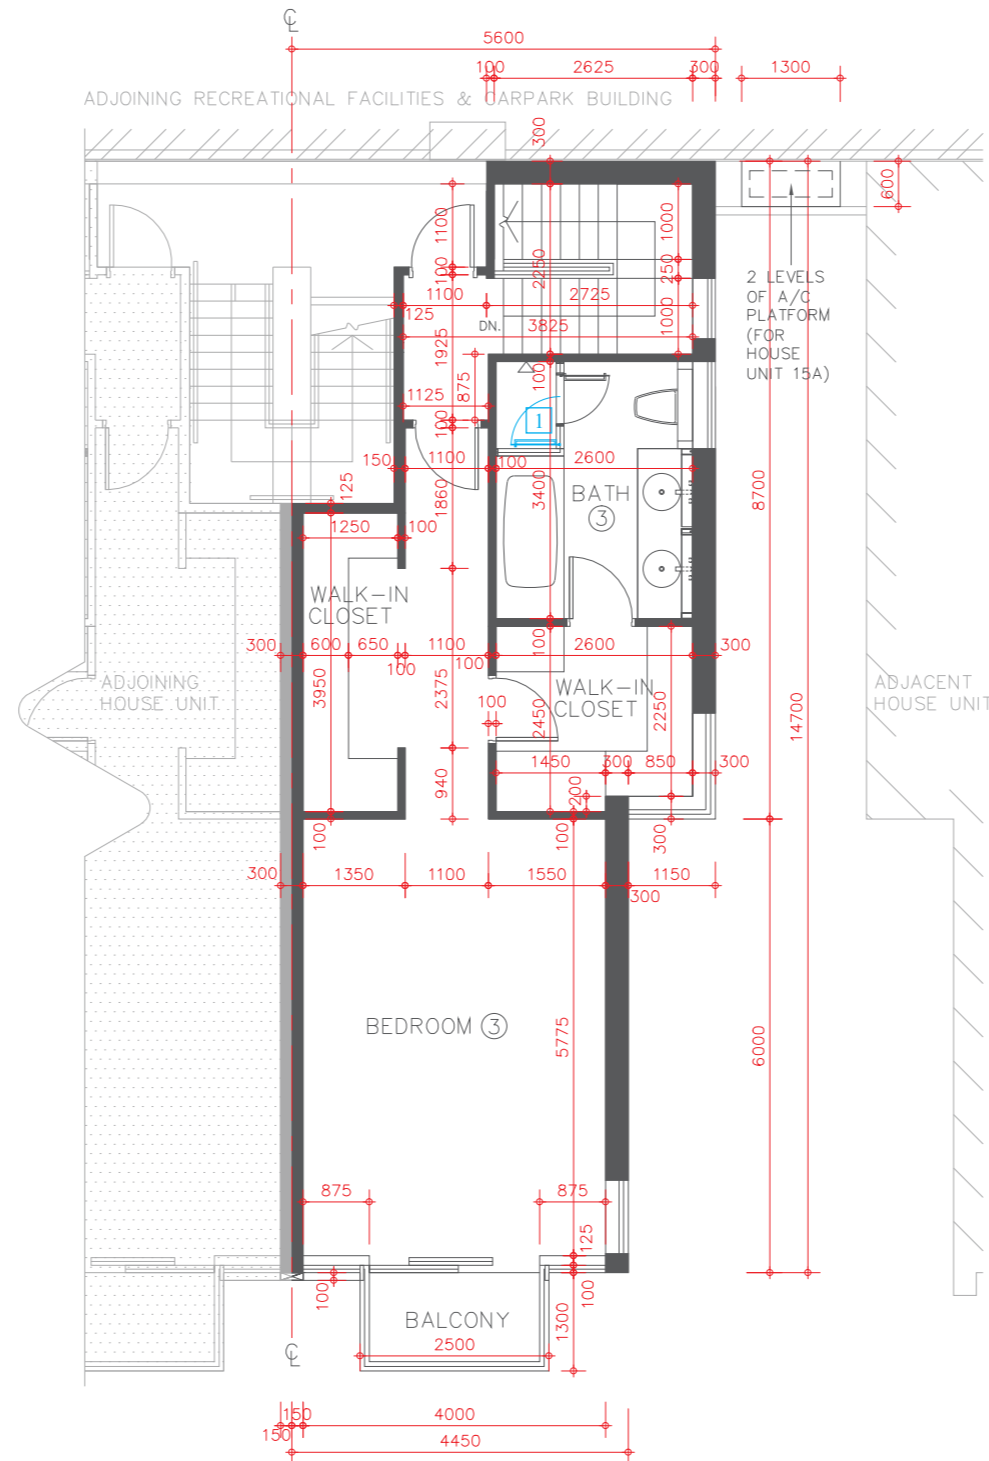 ℄
5600
100 2625 300 1300
ADJOINING RECREATIONAL FACILITIES & CARPARK BUILDING
300
600
1100 1000
2250 250
100
1100 2725
125
DN. 3825 1000
1925
2 LEVELS
OF A/C
PLATFORM
(FOR
HOUSE
UNIT 15A)
875 100
1125
100 1
150 1100 100 2600
125 1860 3400 BATH 8700
3
1250 100
WALK-IN
CLOSET
300 600 650 1100 100 2600 300
100 100
ADJOINING
HOUSE UNIT
3950 2375 WALK-IN
CLOSET
2250
ADJACENT
HOUSE UNIT
14700
100
2450
1450 300 850 300
940 200
100 100 300
300 1350 1100 1550 1150
300
BEDROOM 3
5775 6000
875 875
125
100 100
BALCONY 1300
2500
℄
150 4000
150
4450